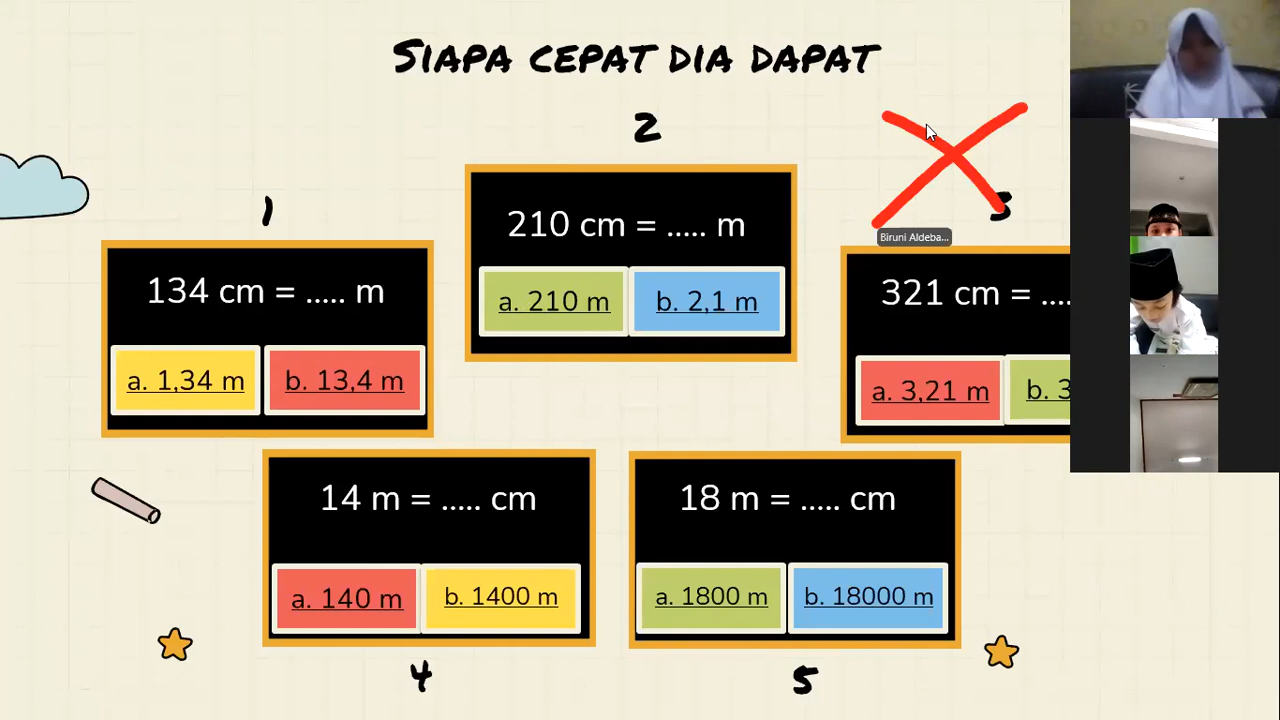 SIAPA CEPAT DIA DAPAT
1
134 cm = ..... m
a. 1,34 m
b. 13,4 m
2
210 cm = ..... m
a. 210 m
b. 2,1 m
3
Biruni Aldeba...
321 cm = ....
a. 3,21 m
b. 3
14 m = ..... cm
a. 140 m
b. 1400 m
4
18 m = ..... cm
a. 1800 m
b. 18000 m
5